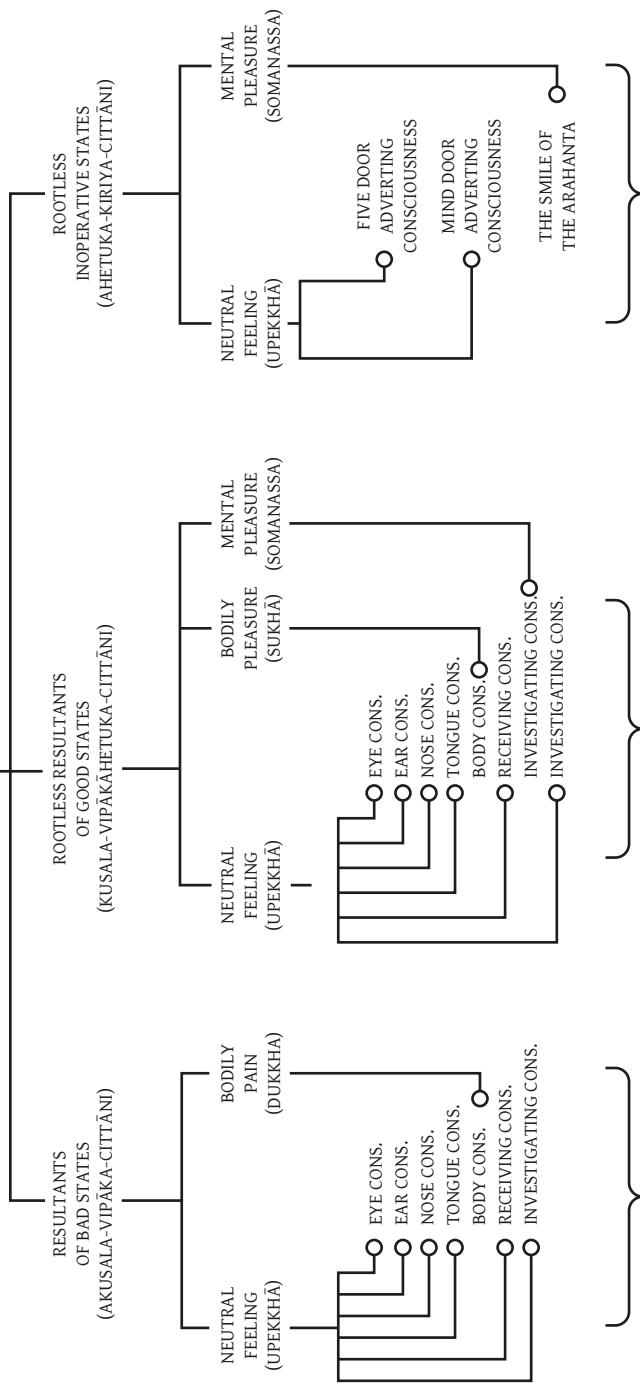 RESULTANTS
OF BAD STATES
(AKUSALA-VIPĀKA-CITTĀNI)
NEUTRAL
FEELING
(UPEKKHĀ)
BODILY
PAIN
(DUKKHA)
EYE CONS.
EAR CONS.
NOSE CONS.
TONGUE CONS.
BODY CONS.
RECEIVING CONS.
INVESTIGATING CONS.
ROOTLESS RESULTANTS
OF GOOD STATES
(KUSALA-VIPĀKĀHETUKA-CITTĀNI)
NEUTRAL
FEELING
(UPEKKHĀ)
BODILY
PLEASURE
(SUKHĀ)
MENTAL
PLEASURE
(SOMANASSA)
EYE CONS.
EAR CONS.
NOSE CONS.
TONGUE CONS.
BODY CONS.
RECEIVING CONS.
INVESTIGATING CONS.
INVESTIGATING CONS.
ROOTLESS
INOPERATIVE STATES
(AHETUKA-KIRIYA-CITTĀNI)
NEUTRAL
FEELING
(UPEKKHĀ)
MENTAL
PLEASURE
(SOMANASSA)
FIVE DOOR
ADVERTING
CONSCIOUSNESS
MIND DOOR
ADVERTING
CONSCIOUSNESS
THE SMILE OF
THE ARAHANTA